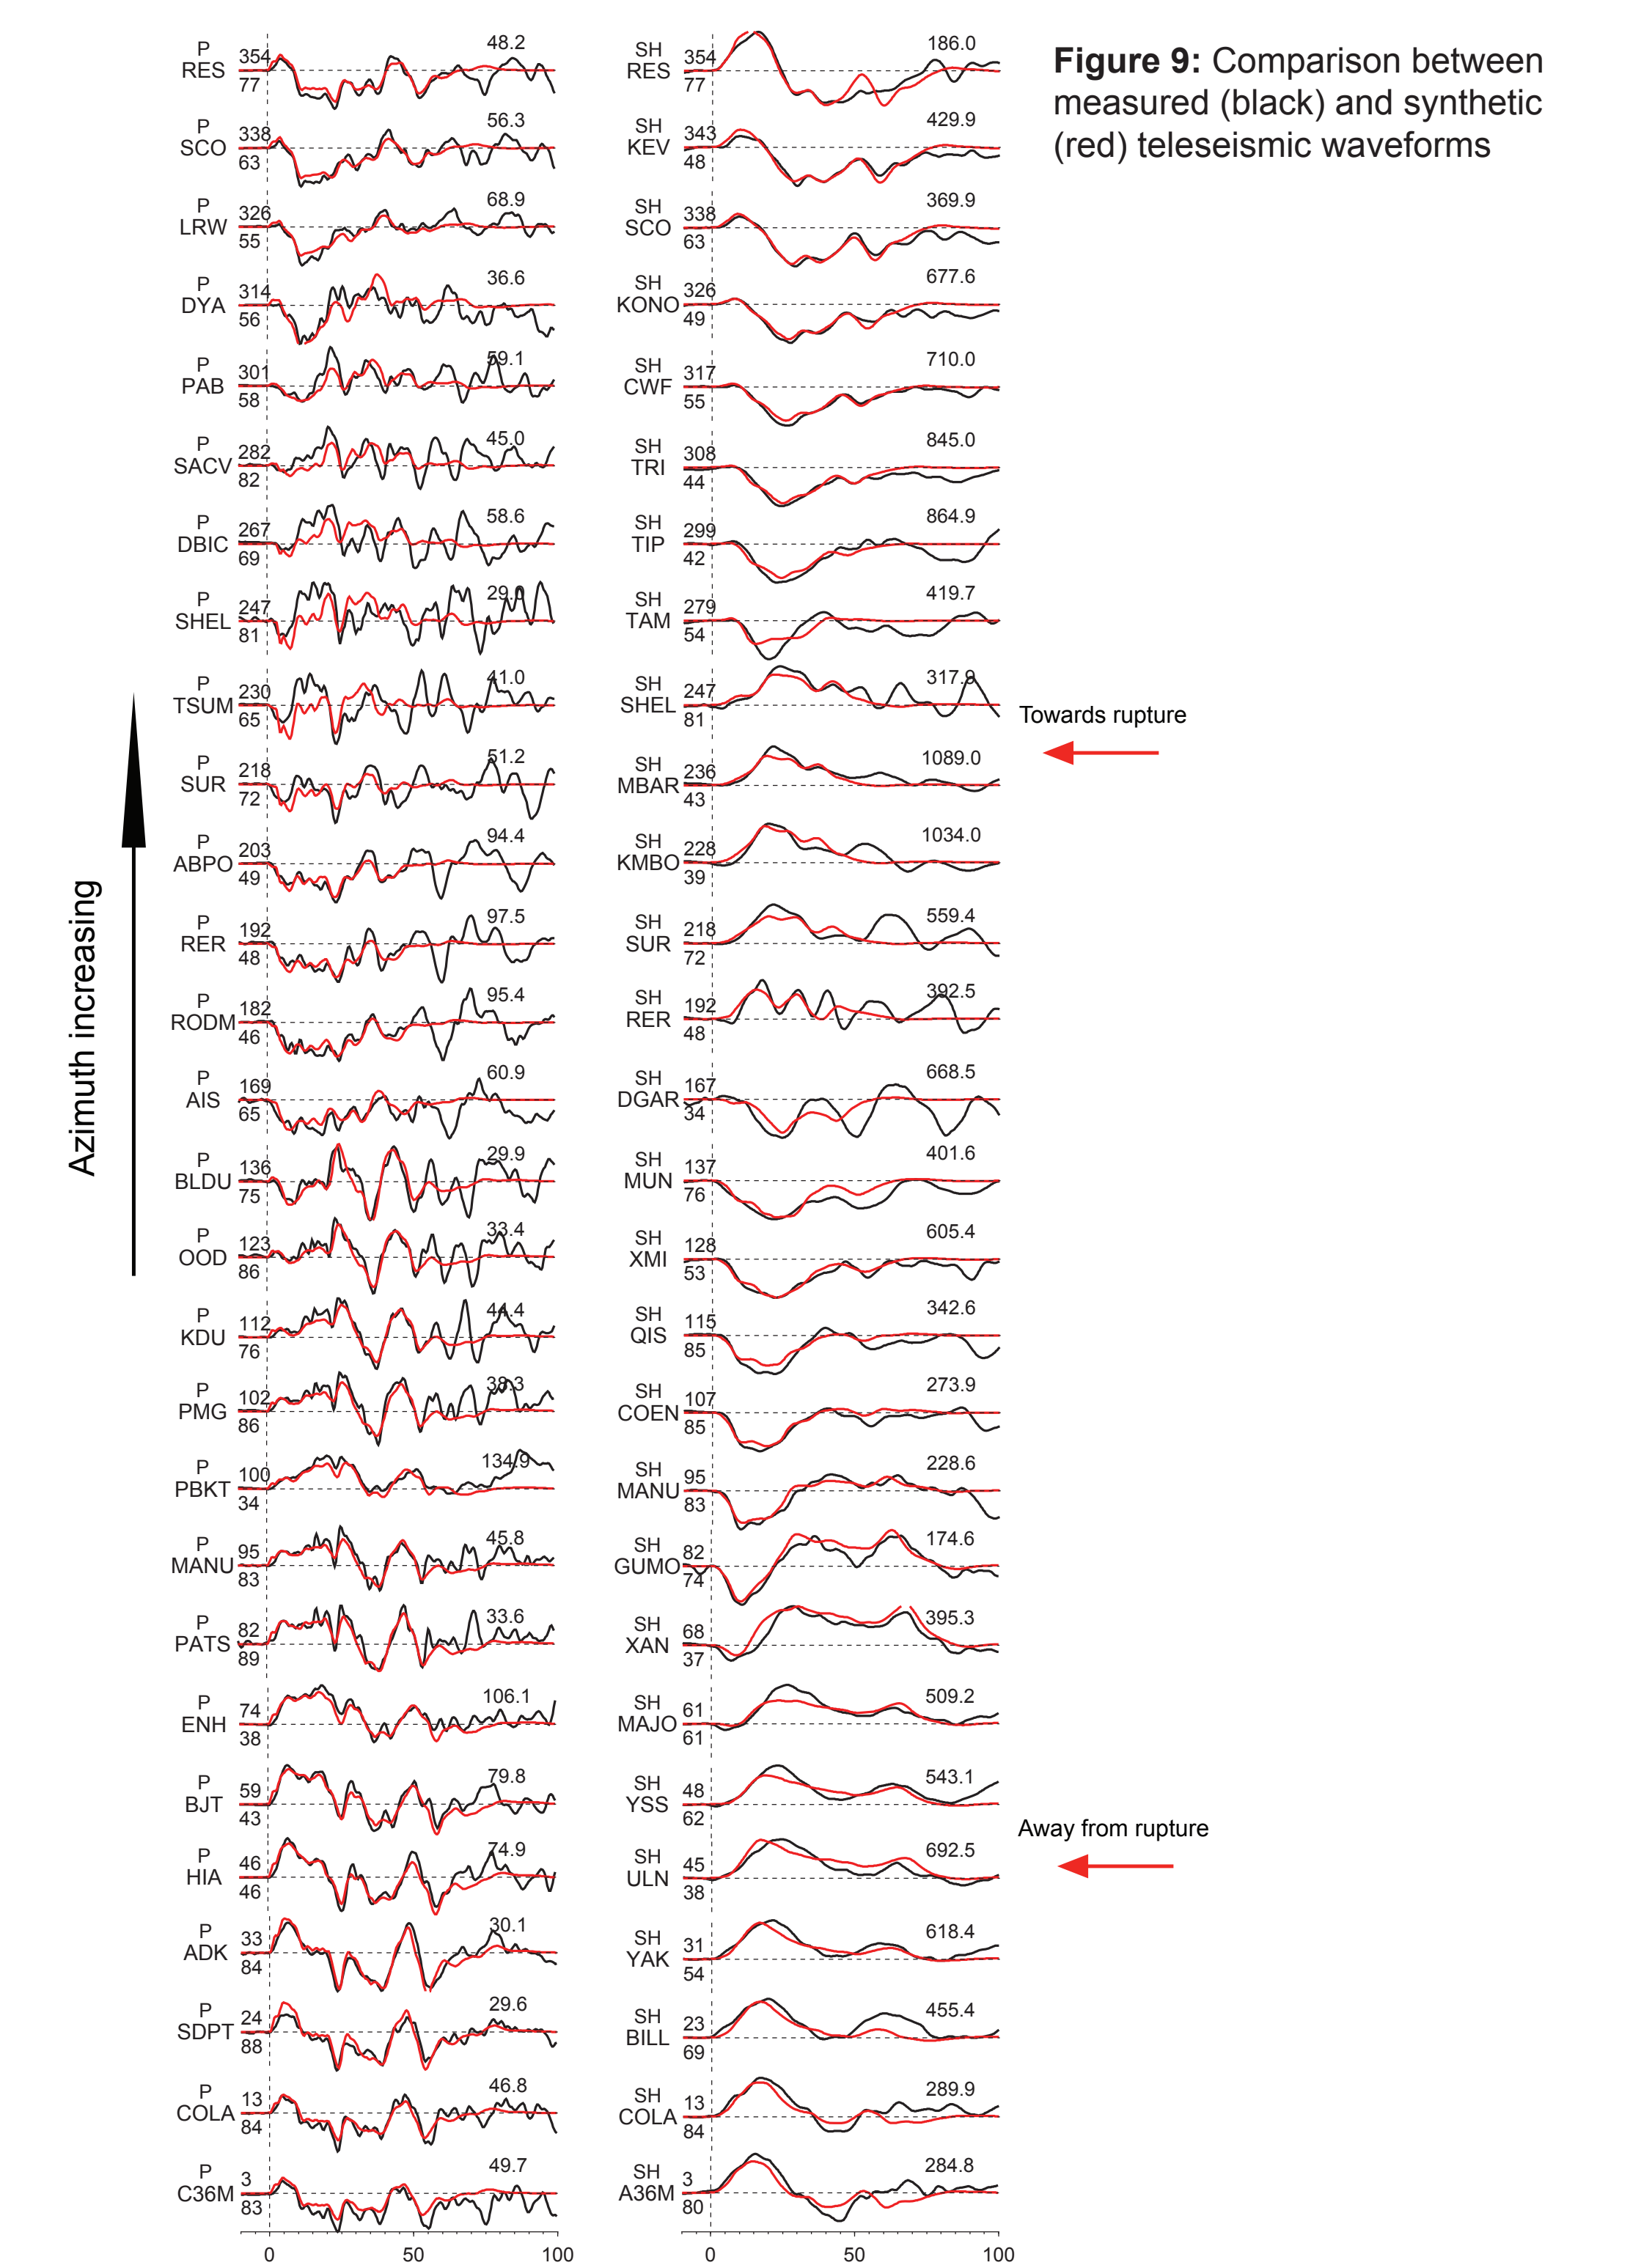 Figure 9: Comparison between
measured (black) and synthetic
(red) teleseismic waveforms
Azimuth increasing
P
RES
354
77
48.2
P
SCO
338
63
56.3
P
LRW
326
55
68.9
P
DYA
314
56
36.6
P
PAB
301
58
59.1
P
SACV
282
82
45.0
P
DBIC
267
69
58.6
P
SHEL
247
81
29.0
P
TSUM
230
65
41.0
P
SUR
218
72
51.2
P
ABPO
203
49
94.4
P
RER
192
48
97.5
P
RODM
182
46
95.4
P
AIS
169
65
60.9
P
BLDU
136
75
29.9
P
OOD
123
86
33.4
P
KDU
112
76
44.4
P
PMG
102
86
38.3
P
PBKT
100
34
134.9
P
MANU
95
83
45.8
P
PATS
82
89
33.6
P
ENH
74
38
106.1
P
BJT
59
43
79.8
P
HIA
46
46
74.9
P
ADK
33
84
30.1
P
SDPT
24
88
29.6
P
COLA
13
84
46.8
P
C36M
3
83
49.7
0 50 100
SH
RES
354
77
186.0
SH
KEV
343
48
429.9
SH
SCO
338
63
369.9
SH
KONO
326
49
677.6
SH
CWF
317
55
710.0
SH
TRI
308
44
845.0
SH
TIP
299
42
864.9
SH
TAM
279
54
419.7
SH
SHEL
247
81
317.9
SH
MBAR
236
43
1089.0
SH
KMBO
228
39
1034.0
SH
SUR
218
72
559.4
SH
RER
192
48
392.5
SH
DGAR
167
34
668.5
SH
MUN
137
76
401.6
SH
XMI
128
53
605.4
SH
QIS
115
85
342.6
SH
COEN
107
85
273.9
SH
MANU
95
83
228.6
SH
GUMO
82
74
174.6
SH
XAN
68
37
395.3
SH
MAJO
61
61
509.2
SH
YSS
48
62
543.1
SH
ULN
45
38
692.5
SH
YAK
31
54
618.4
SH
BILL
23
69
455.4
SH
COLA
13
84
289.9
SH
A36M
3
80
284.8
0 50 100
Towards rupture
Away from rupture